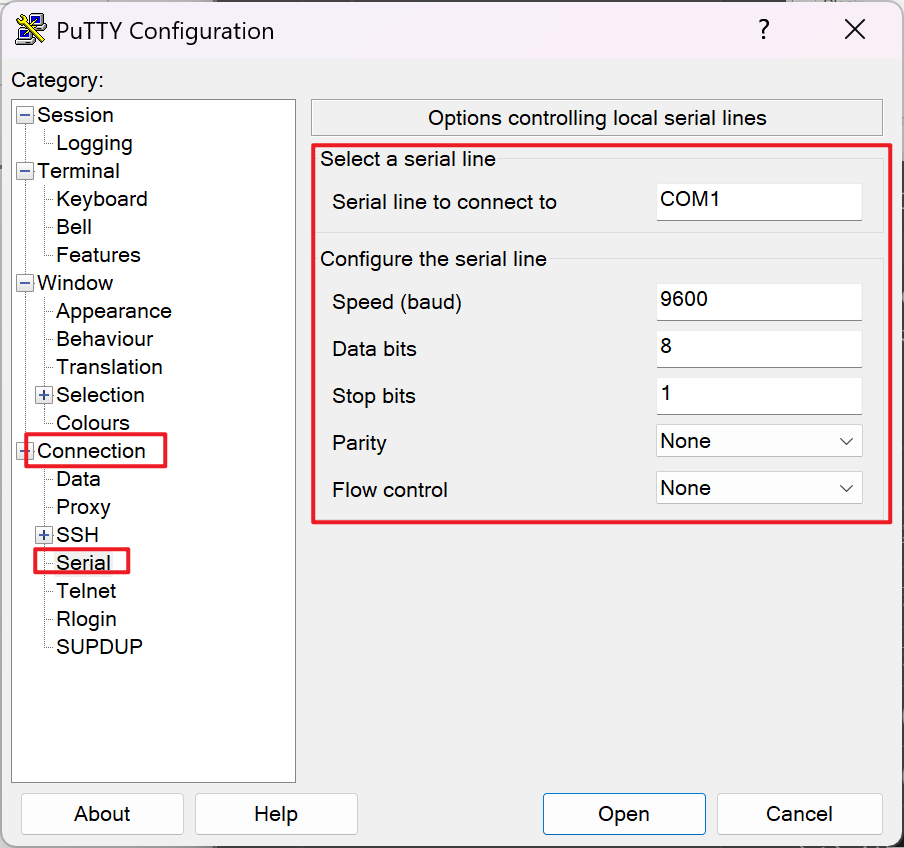 PuTTY Configuration
?
Category:
Session
Logging
Terminal
Keyboard
Bell
Features
Window
Appearance
Behaviour
Translation
Selection
Colours
Connection
Data
Proxy
SSH
Serial
Telnet
Rlogin
SUPDUP
Options controlling local serial lines
Select a serial line
Serial line to connect to COM1
Configure the serial line
Speed (baud) 9600
Data bits 8
Stop bits 1
Parity None
Flow control None
About Help Open Cancel